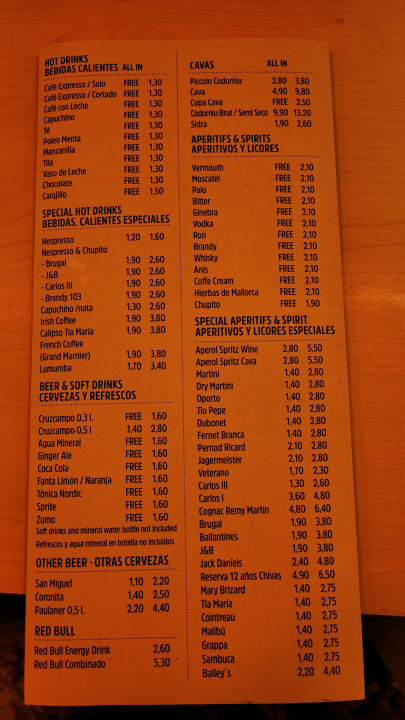 HOT DRINKS
BEBIDAS CALIENTES ALL IN
Café Expresso / Solo FREE 1,30
Café Expresso / Cortado FREE 1,30
Café con Leche FREE 1,30
Capuchino FREE 1,30
Té FREE 1,30
Poleo Menta FREE 1,30
Manzanilla FREE 1,30
Tila FREE 1,30
Vaso de Leche FREE 1,30
Chocolate FREE 1,30
Carajillo FREE 1,50
SPECIAL HOT DRINKS
BEBIDAS. CALIENTES ESPECIALES
Nespresso 1,20 1,60
Nespresso & Chupito
- Brugal 1,90 2,60
- J&B 1,90 2,60
- Carlos III 1,90 2,60
- Brandy 103 1,90 2,60
Capuchino /nata 1,30 2,60
Irish Coffee 1,90 3,80
Calipso Tia María 1,90 3,80
French Coffee
(Grand Marnier) 1,90 3,80
Lumumba 1,70 3,40
BEER & SOFT DRINKS
CERVEZAS Y REFRESCOS
Cruzcampo 0,3 l. FREE 1,60
Cruzcampo 0,5 l 1,40 2,80
Agua Mineral FREE 1,60
Ginger Ale FREE 1,60
Coca Cola FREE 1,60
Fanta Limón / Naranja FREE 1,60
Tónica Nordic FREE 1,60
Sprite FREE 1,60
Zumo FREE 1,60
Soft drinks and mineral water bottle not included
Refrescos y agua mineral en botella no incluidos
OTHER BEER · OTRAS CERVEZAS
San Miguel 1,10 2,20
Coronita 1,40 2,50
Paulaner 0,5 l. 2,20 4,40
RED BULL
Red Bull Energy Drink 2,60
Red Bull Combinado 5,30
CAVAS ALL IN
Piccolo Codorniu 2,80 3,80
Cava 4,90 9,80
Copa Cava FREE 2,50
Codorniu Brut / Semi Seco 9,90 13,20
Sidra 1,90 2,60
APERITIFS & SPIRITS
APERITIVOS Y LICORES
Vermouth FREE 2,10
Moscatel FREE 2,10
Palo FREE 2,10
Bitter FREE 2,10
Ginebra FREE 2,10
Vodka FREE 2,10
Ron FREE 2,10
Brandy FREE 2,10
Whisky FREE 2,10
Anis FREE 2,10
Coffe Cream FREE 2,10
Hierbas de Mallorca FREE 2,10
Chupito FREE 1,90
SPECIAL APERITIFS & SPIRIT
APERITIVOS Y LICORES ESPECIALES
Aperol Spritz Wine 2,80 5,50
Aperol Spritz Cava 2,80 5,50
Martini 1,40 2,80
Dry Martini 1,40 2,80
Oporto 1,40 2,80
Tio Pepe 1,40 2,80
Dubonet 1,40 2,80
Fernet Branca 1,40 2,80
Pernod Ricard 2,10 2,80
Jagermeister 2,10 2,80
Veterano 1,70 2,30
Carlos III 1,30 2,60
Carlos I 3,60 4,80
Cognac Remy Martin 4,80 6,40
Brugal 1,90 3,80
Ballantines 1,90 3,80
J&B 1,90 3,80
Jack Daniels 2,40 4,80
Reserva 12 años Chivas 4,90 6,50
Mary Brizard 1,40 2,75
Tia Maria 1,40 2,75
Cointreau 1,40 2,75
Malibú 1,40 2,75
Grappa 1,40 2,75
Sambuca 1,40 2,75
Bailey´s 2,20 4,40